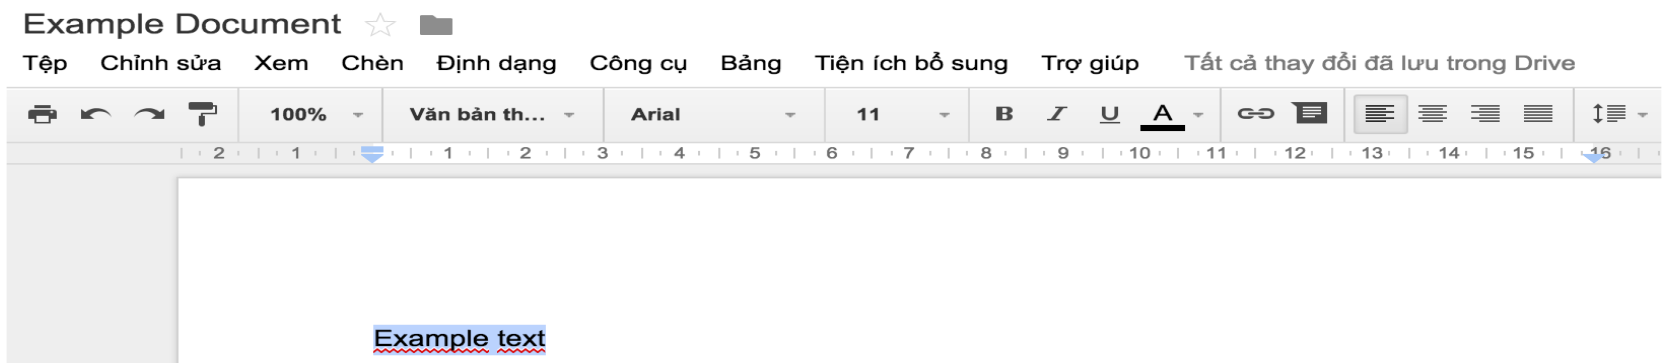 Example Document
Tệp Chỉnh sửa Xem Chèn Định dạng Công cụ Bảng Tiện ích bổ sung Trợ giúp Tất cả thay đổi đã lưu trong Drive
100% Văn bản th... Arial 11 B I U A
2 1 1 2 3 4 5 6 7 8 9 10 11 12 13 14 15 16
Example text